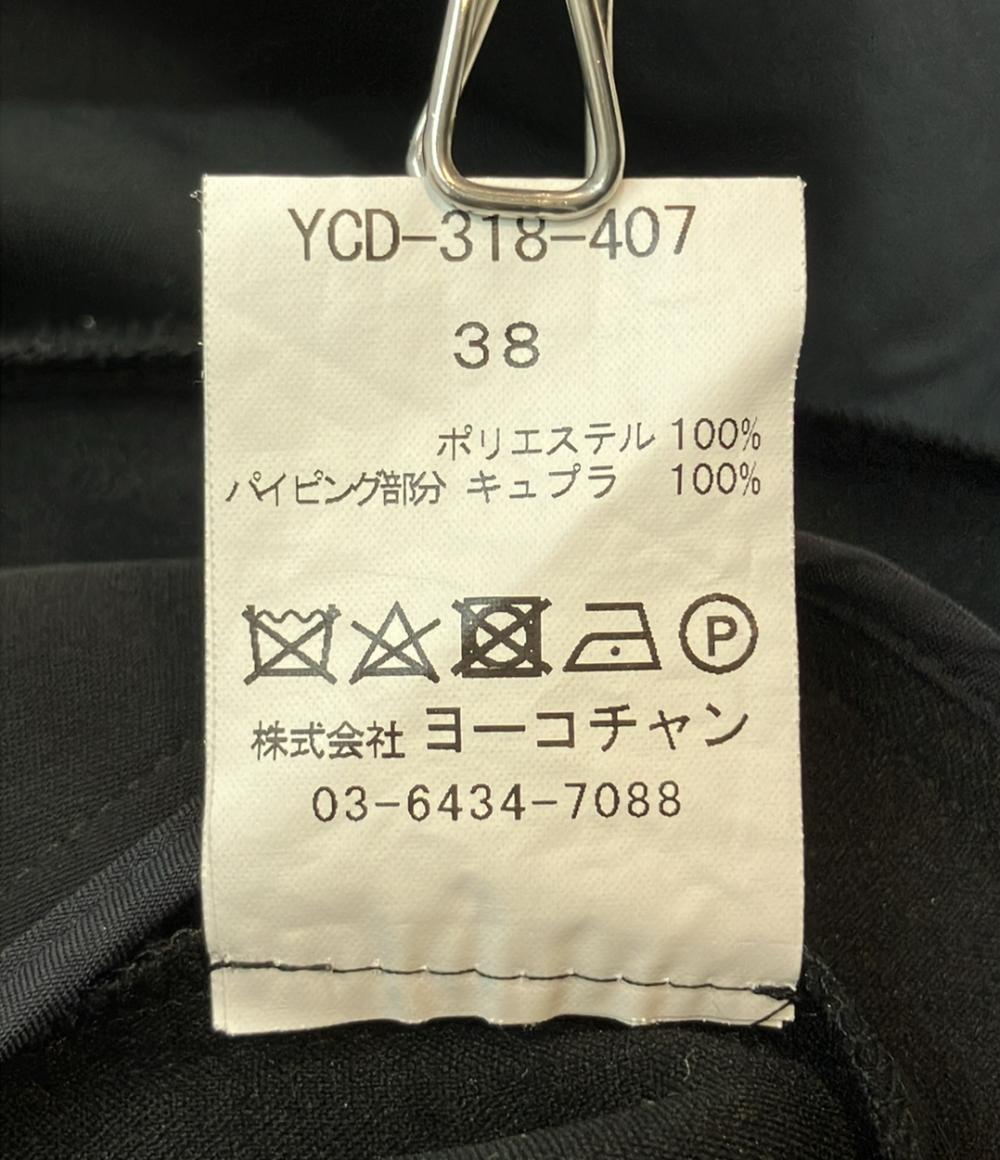 YCD-318-407
38
ポリエステル 100%
パイピング部分 キュプラ 100%
P
株式会社 ヨーコチャン
03-6434-7088